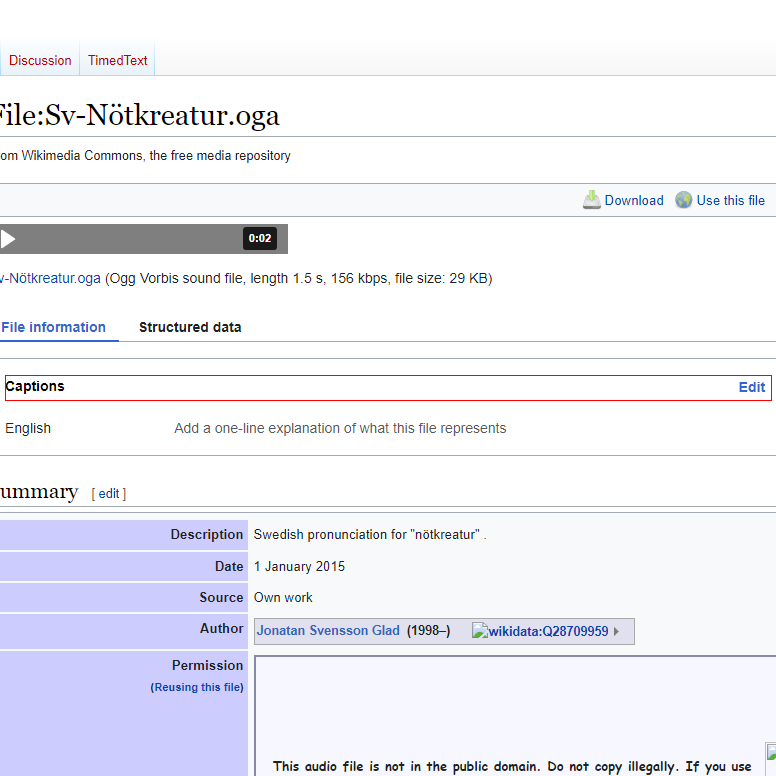 Discussion TimedText
File:Sv-Nötkreatur.oga
om Wikimedia Commons, the free media repository
Download Use this file
0:02
v-Nötkreatur.oga (Ogg Vorbis sound file, length 1.5 s, 156 kbps, file size: 29 KB)
File information Structured data
Captions Edit
English Add a one-line explanation of what this file represents
ummary [ edit ]
Description Swedish pronunciation for "nötkreatur" .
Date 1 January 2015
Source Own work
Author Jonatan Svensson Glad (1998–) wikidata:Q28709959
Permission
(Reusing this file)
This audio file is not in the public domain. Do not copy illegally. If you use